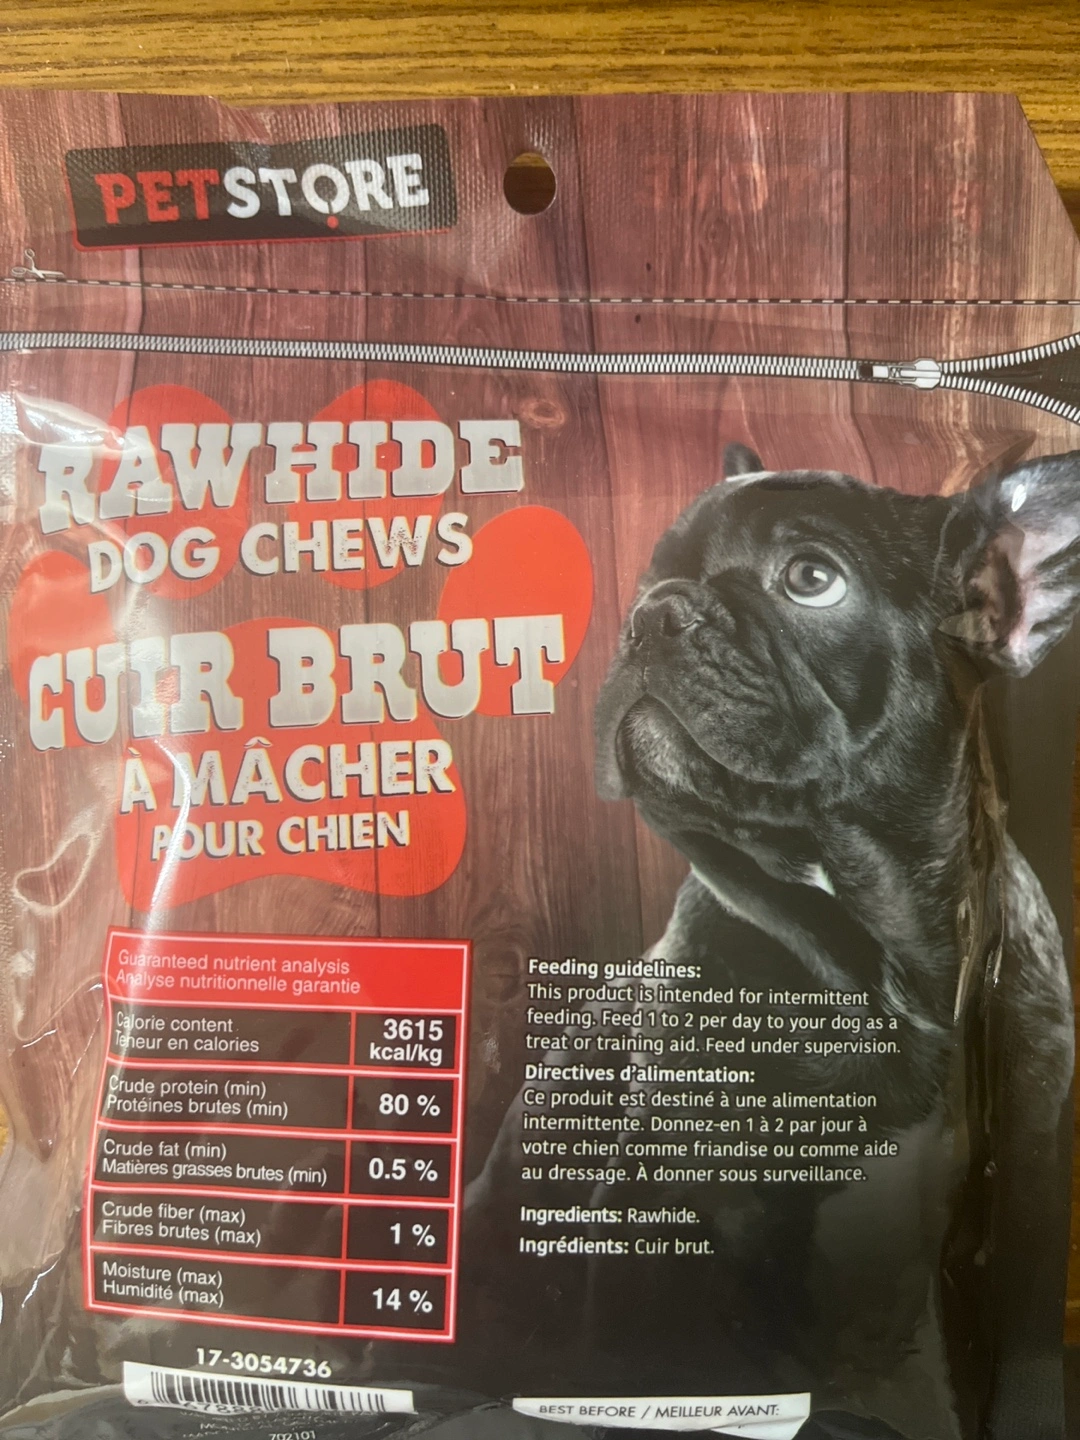 PETSTORE
RAWHIDE
DOG CHEWS
CUIR BRUT
À MÂCHER
POUR CHIEN
Guaranteed nutrient analysis
Analyse nutritionnelle garantie
Calorie content
Teneur en calories
3615
kcal/kg
Crude protein (min)
Protéines brutes (min)
80 %
Crude fat (min)
Matières grasses brutes (min)
0.5 %
Crude fiber (max)
Fibres brutes (max)
1 %
Moisture (max)
Humidité (max)
14 %
Feeding guidelines:
This product is intended for intermittent
feeding. Feed 1 to 2 per day to your dog as a
treat or training aid. Feed under supervision.
Directives d'alimentation:
Ce produit est destiné à une alimentation
intermittente. Donnez-en 1 à 2 par jour à
votre chien comme friandise ou comme aide
au dressage. À donner sous surveillance.
Ingredients: Rawhide.
Ingrédients: Cuir brut.
17-3054736
702101
BEST BEFORE / MEILLEUR AVANT: